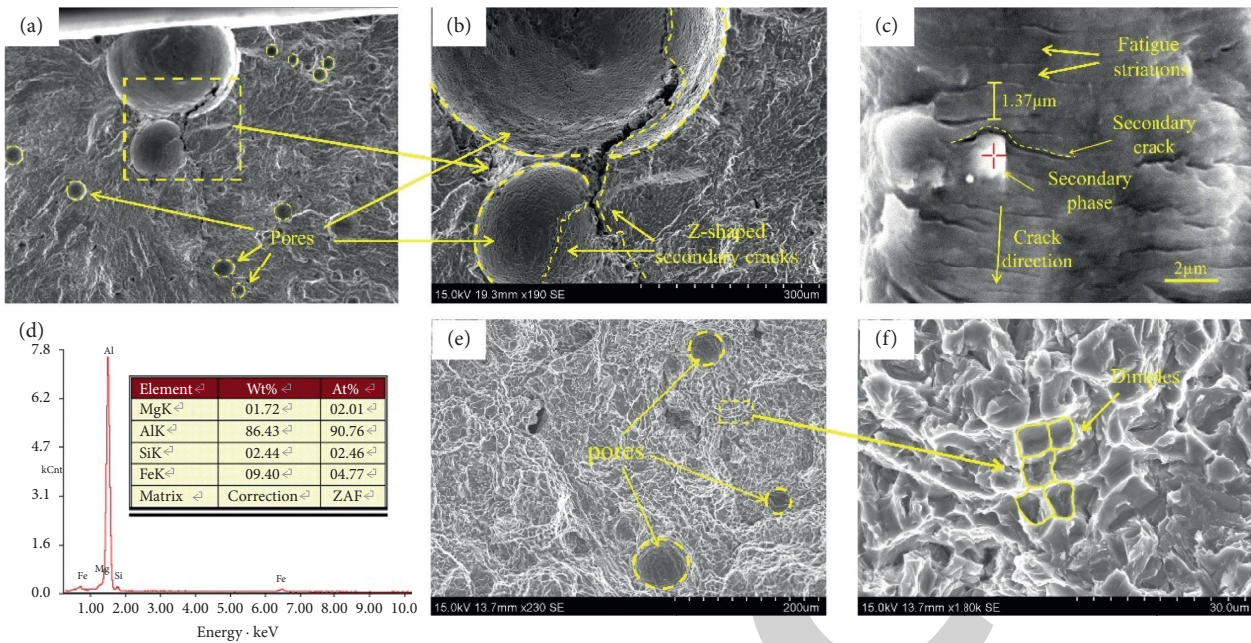 (a)
Pores
(b)
Z-shaped
secondary cracks
15.0kV 19.3mm x190 SE
300um
(c)
Fatigue
striations
1.37μm
Secondary
crack
Secondary
phase
Crack
direction
2μm
(d)
7.8
6.2
4.7
kCnt
3.1
1.6
0.0
Al
Fe
Mg
Si
Fe
1.00 2.00 3.00 4.00 5.00 6.00 7.00 8.00 9.00 10.0
Energy · keV
Element Wt% At%
MgK 01.72 02.01
AlK 86.43 90.76
SiK 02.44 02.46
FeK 09.40 04.77
Matrix Correction ZAF
(e)
pores
15.0kV 13.7mm x230 SE
200um
(f)
Dimples
15.0kV 13.7mm x1.80k SE
30.0um